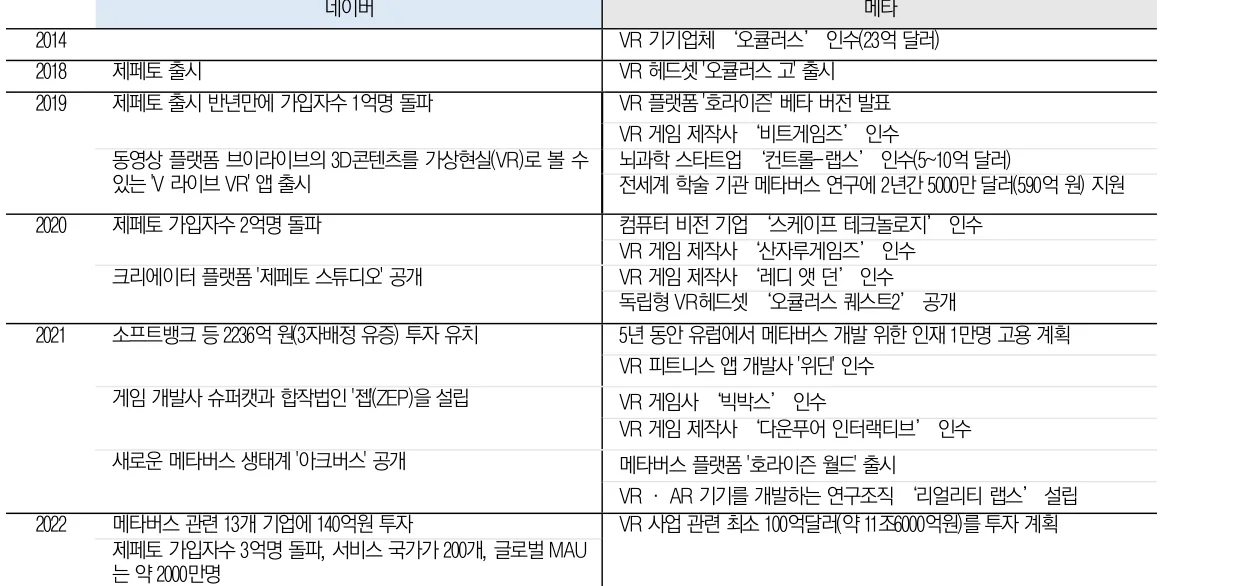 네이버 메타
2014 VR 기기업체 ‘오큘러스’ 인수(23억 달러)
2018 제페토 출시 VR 헤드셋 '오큘러스 고' 출시
2019 제페토 출시 반년만에 가입자수 1억명 돌파 VR 플랫폼 '호라이즌' 베타 버전 발표
VR 게임 제작사 ‘비트게임즈’ 인수
동영상 플랫폼 브이라이브의 3D콘텐츠를 가상현실(VR)로 볼 수 뇌과학 스타트업 ‘컨트롤-랩스’ 인수(5~10억 달러)
있는 'V 라이브 VR' 앱 출시 전세계 학술 기관 메타버스 연구에 2년간 5000만 달러(590억 원) 지원
2020 제페토 가입자수 2억명 돌파 컴퓨터 비전 기업 ‘스케이프 테크놀로지’ 인수
VR 게임 제작사 ‘산자루게임즈’ 인수
크리에이터 플랫폼 '제페토 스튜디오' 공개 VR 게임 제작사 ‘레디 앳 던’ 인수
독립형 VR헤드셋 ‘오큘러스 퀘스트2’ 공개
2021 소프트뱅크 등 2236억 원(3자배정 유증) 투자 유치 5년 동안 유럽에서 메타버스 개발 위한 인재 1만명 고용 계획
VR 피트니스 앱 개발사 '위딘' 인수
게임 개발사 슈퍼캣과 합작법인 '젭(ZEP)을 설립 VR 게임사 ‘빅박스’ 인수
VR 게임 제작사 ‘다운푸어 인터랙티브’ 인수
새로운 메타버스 생태계 '아크버스' 공개 메타버스 플랫폼 '호라이즌 월드' 출시
VR · AR 기기를 개발하는 연구조직 ‘리얼리티 랩스’ 설립
2022 메타버스 관련 13개 기업에 140억원 투자 VR 사업 관련 최소 100억달러(약 11조6000억원)를 투자 계획
제페토 가입자수 3억명 돌파, 서비스 국가가 200개, 글로벌 MAU
는 약 2000만명